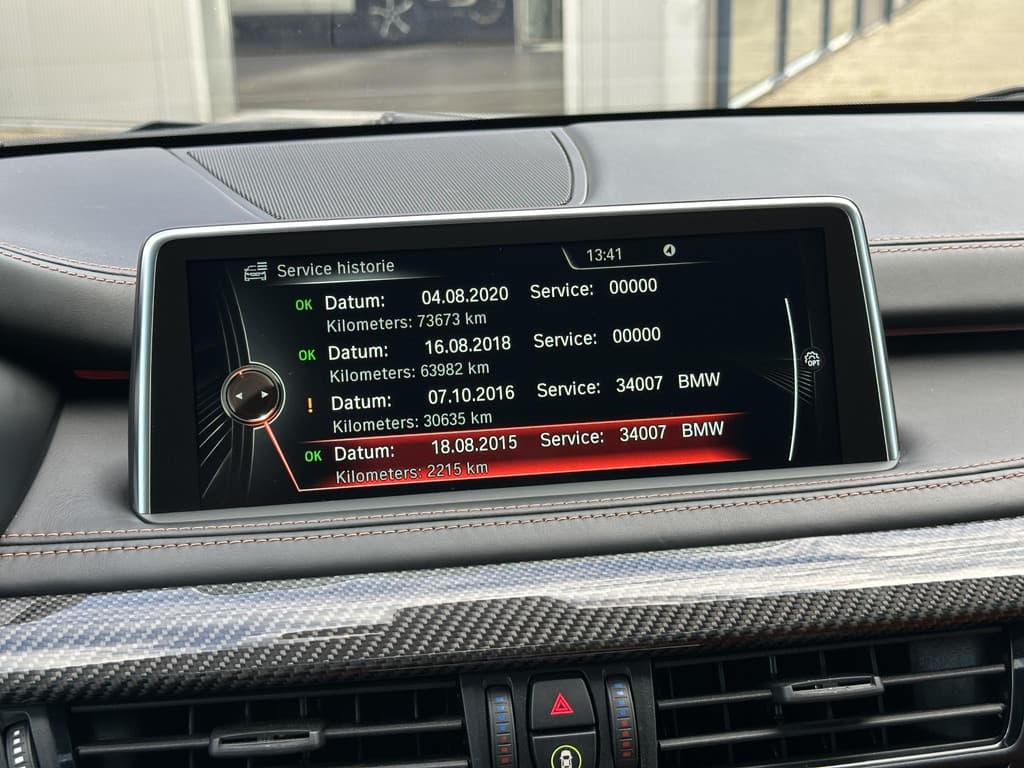 Service historie
13:41
OK Datum: 04.08.2020 Service: 00000
Kilometers: 73673 km
OK Datum: 16.08.2018 Service: 00000
Kilometers: 63982 km
! Datum: 07.10.2016 Service: 34007 BMW
Kilometers: 30635 km
OK Datum: 18.08.2015 Service: 34007 BMW
Kilometers: 2215 km
OPT